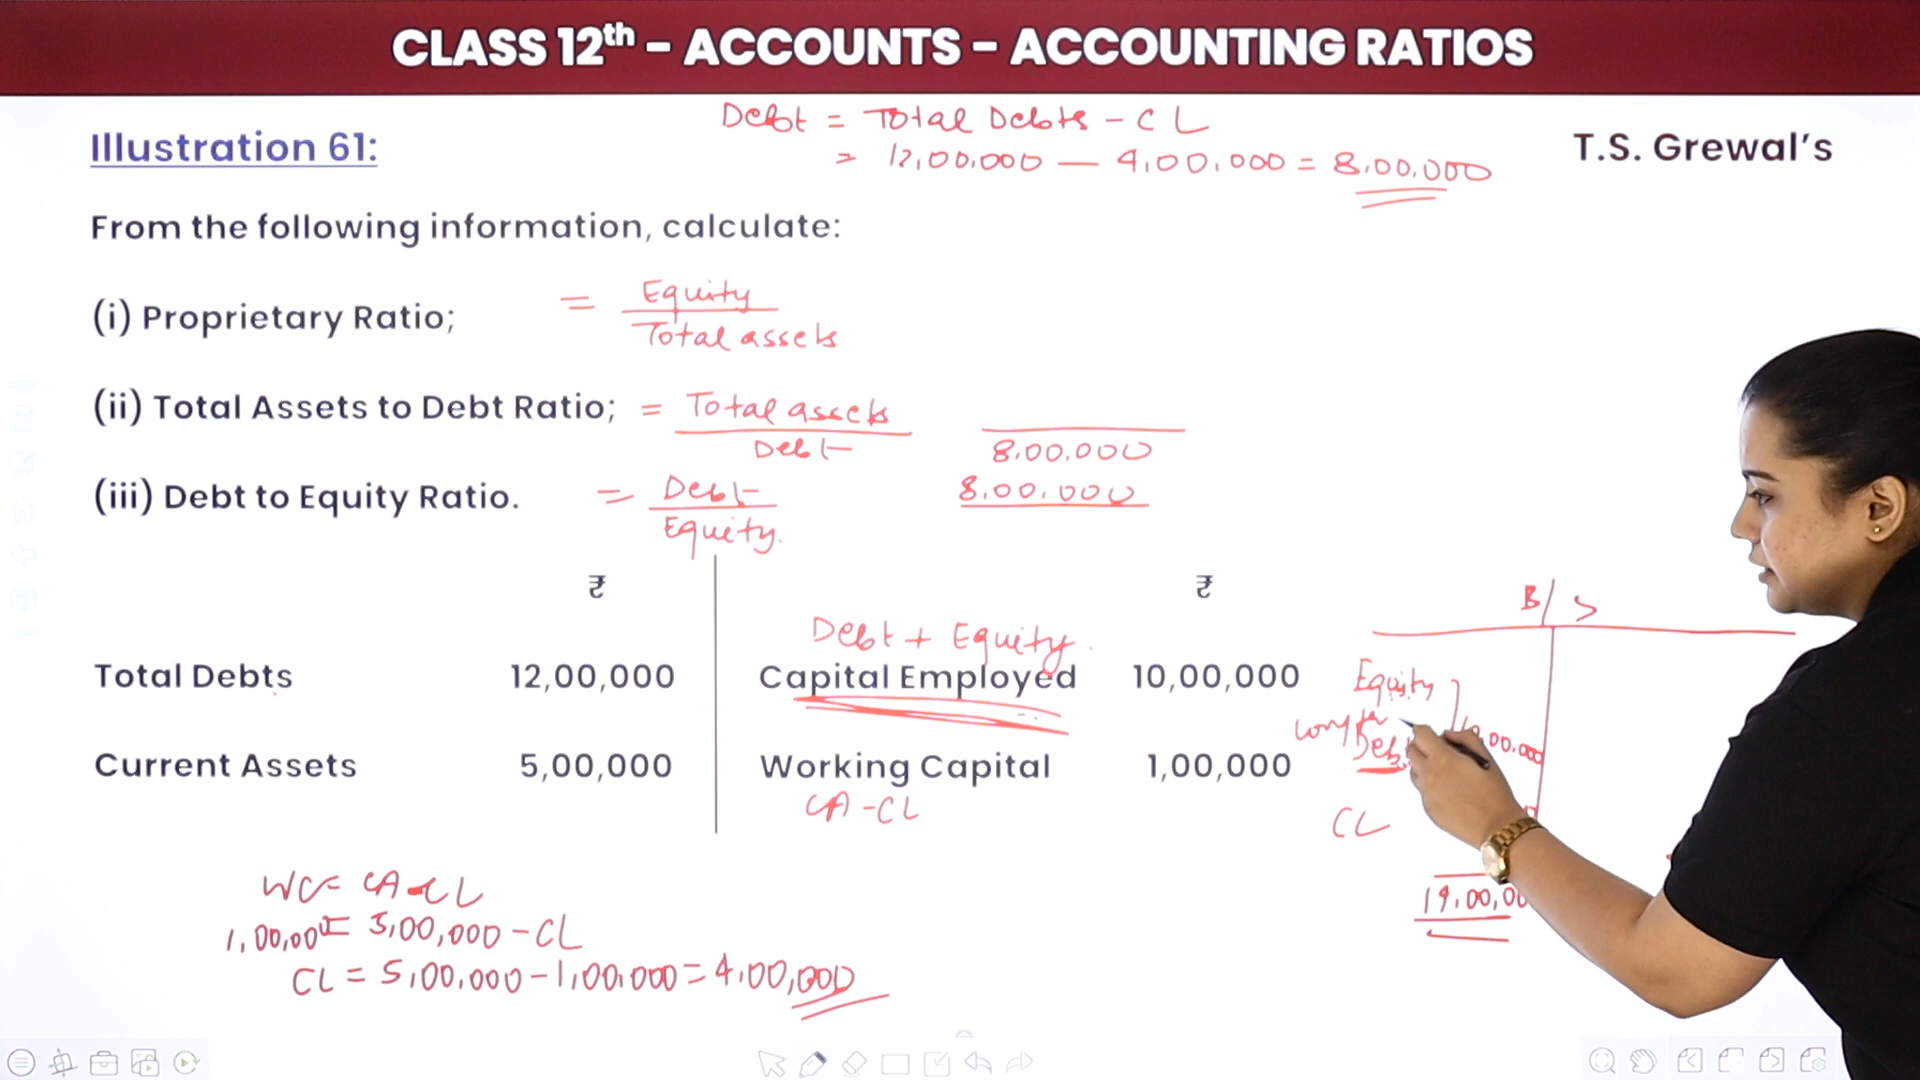 CLASS 12th – ACCOUNTS – ACCOUNTING RATIOS
Debt = Total Debts - CL
= 12,00,000 — 4,00,000 = 8,00,000
Illustration 61:
T.S. Grewal's
From the following information, calculate:
(i) Proprietary Ratio; = Equity
Total assets
(ii) Total Assets to Debt Ratio; = Total assets
Debt 8,00,000
(iii) Debt to Equity Ratio. = Debt 8,00,000
Equity.
₹ ₹
B/S
Debt + Equity
Total Debts 12,00,000 Capital Employed 10,00,000
Equity
Long
Current Assets 5,00,000 Working Capital 1,00,000
CA - CL
CL
WC = CA - CL
1,00,000 = 5,00,000 - CL
CL = 5,00,000 - 1,00,000 = 4,00,000